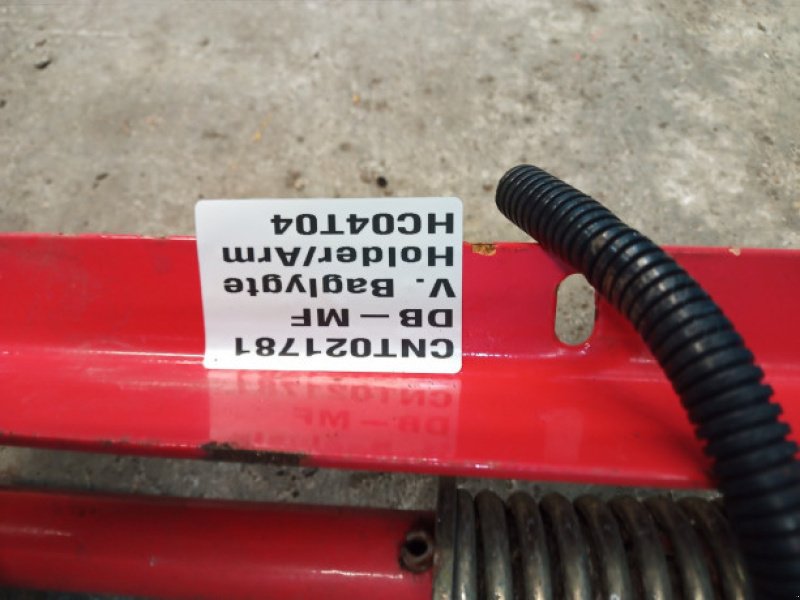 CNT021781
DB – MF
V. Baglygte
Holder/Arm
HC04T04